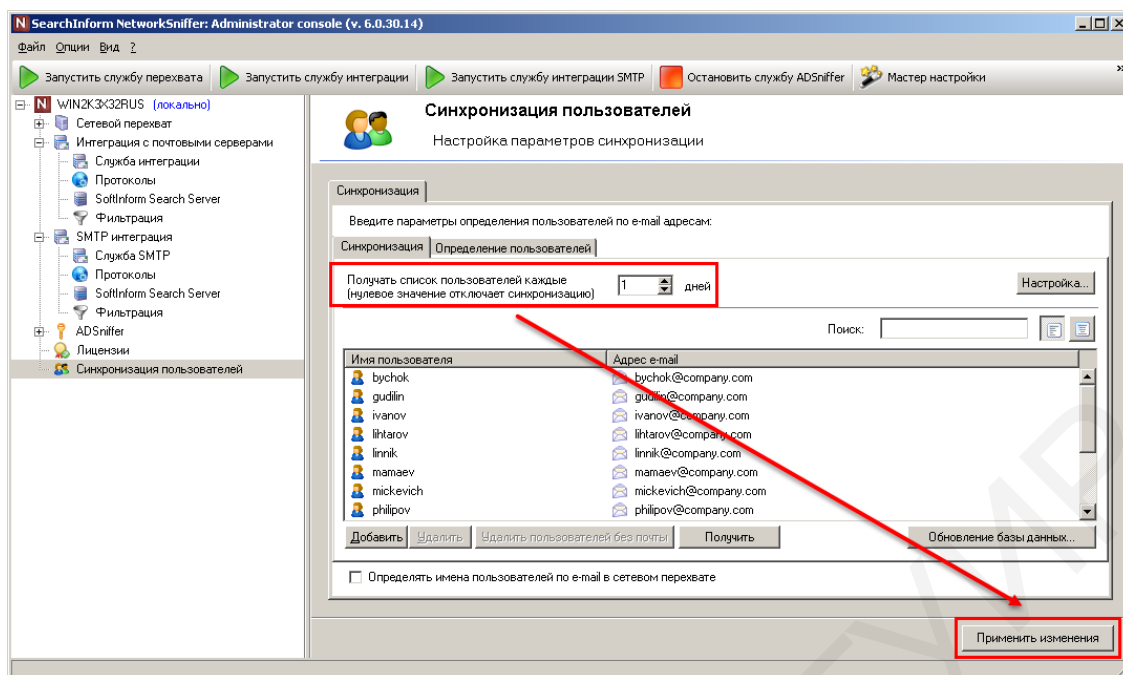 SearchInform NetworkSniffer: Administrator console (v. 6.0.30.14)
Файл Опции Вид ?
Запустить службу перехвата Запустить службу интеграции Запустить службу интеграции SMTP Остановить службу ADSniffer Мастер настройки »
WIN2K3X32RUS (локально)
Сетевой перехват
Интеграция с почтовыми серверами
Служба интеграции
Протоколы
SoftInform Search Server
Фильтрация
SMTP интеграция
Служба SMTP
Протоколы
SoftInform Search Server
Фильтрация
ADSniffer
Лицензии
Синхронизация пользователей
Синхронизация пользователей
Настройка параметров синхронизации
Синхронизация
Введите параметры определения пользователей по e-mail адресам:
Синхронизация Определение пользователей
Получать список пользователей каждые
(нулевое значение отключает синхронизацию) 1 дней Настройка...
Поиск:
Имя пользователя Адрес e-mail
bychok bychok@company.com
gudilin gudilin@company.com
ivanov ivanov@company.com
lihtarov lihtarov@company.com
linnik linnik@company.com
mamaev mamaev@company.com
mickevich mickevich@company.com
philipov philipov@company.com
Добавить Удалить Удалить пользователей без почты Получить Обновление базы данных...
Определять имена пользователей по e-mail в сетевом перехвате
Применить изменения